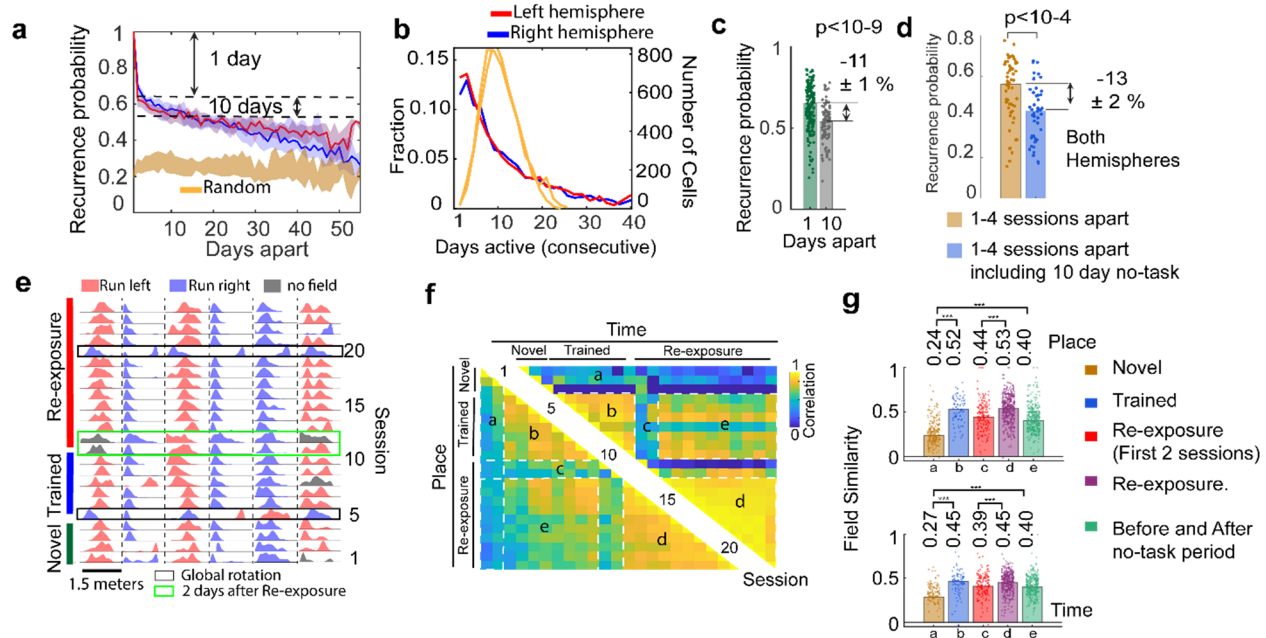 a
Recurrence probability
1
0.8
0.6
0.4
0.2
0
1 day
10 days
Random
10 20 30 40 50
Days apart
b
Left hemisphere
Right hemisphere
Fraction
0.15
0.10
0.05
0
Number of Cells
800
600
400
200
0
1 10 20 30 40
Days active (consecutive)
c
p<10-9
Recurrence probability
1
0.5
0
-11
± 1 %
1 10
Days apart
d
p<10-4
Recurrence probability
0.8
0.6
0.4
0.2
0
-13
± 2 %
Both
Hemispheres
1-4 sessions apart
1-4 sessions apart
including 10 day no-task
e
Run left Run right no field
Re-exposure
Trained
Novel
20
15
10
5
1
Session
1.5 meters
Global rotation
2 days after Re-exposure
f
Time
Novel Trained Re-exposure
Place
Novel
Trained
Re-exposure
1
5
10
15
20
Session
a
b
c
e
d
a
b
c
e
d
1
0
Correlation
g
***
*** ***
0.24 0.52 0.44 0.53 0.40
Place
Field Similarity
1
0.5
0
a b c d e
***
*** ***
0.27 0.45 0.39 0.45 0.40
1
0.5
0
Time
a b c d e
Novel
Trained
Re-exposure
(First 2 sessions)
Re-exposure.
Before and After
no-task period